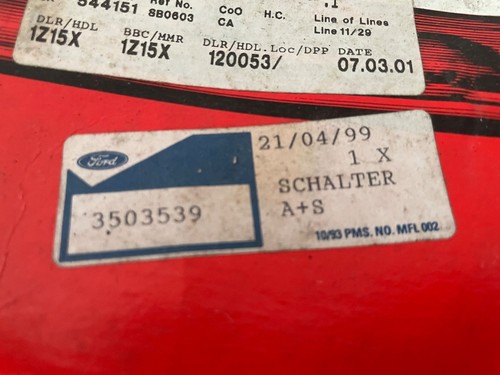 544151 Ref No. CoO H.C. Line of Lines
SB0603 CA Line 11/29
DLR/HDL BBC/MMR DLR/HDL.Loc/DPP DATE
1Z15X 1Z15X 120053/ 07.03.01
Ford
21/04/99
1 X
3503539
SCHALTER
A+S
10/93 PMS. NO. MFL 002